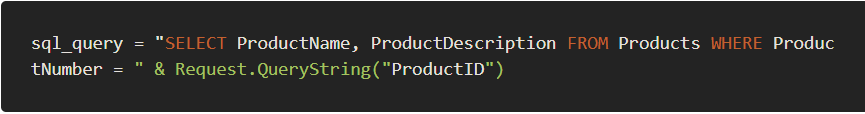 sql_query = "SELECT ProductName, ProductDescription FROM Products WHERE Produc
tNumber = " & Request.QueryString("ProductID")